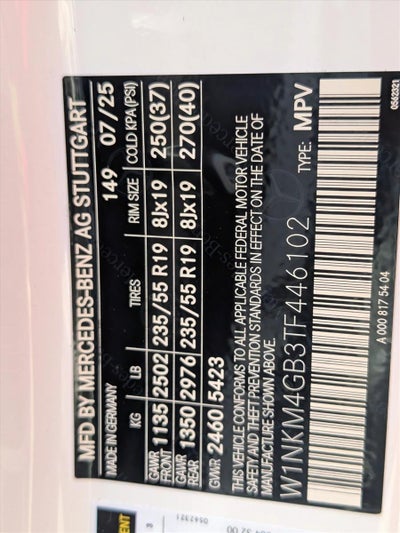 MFD BY MERCEDES-BENZ AG STUTTGART
MADE IN GERMANY 149 07/25
KG LB TIRES RIM SIZE COLD KPA(PSI)
GAWR FRONT 1135 2502 235/55 R19 8Jx19 250(37)
GAWR REAR 1350 2976 235/55 R19 8Jx19 270(40)
GVWR 2460 5423
THIS VEHICLE CONFORMS TO ALL APPLICABLE FEDERAL MOTOR VEHICLE
SAFETY AND THEFT PREVENTION STANDARDS IN EFFECT ON THE DATE OF
MANUFACTURE SHOWN ABOVE.
W1NKM4GB3TF446102 TYPE: MPV
A 000 817 54 04 0562321
0562321